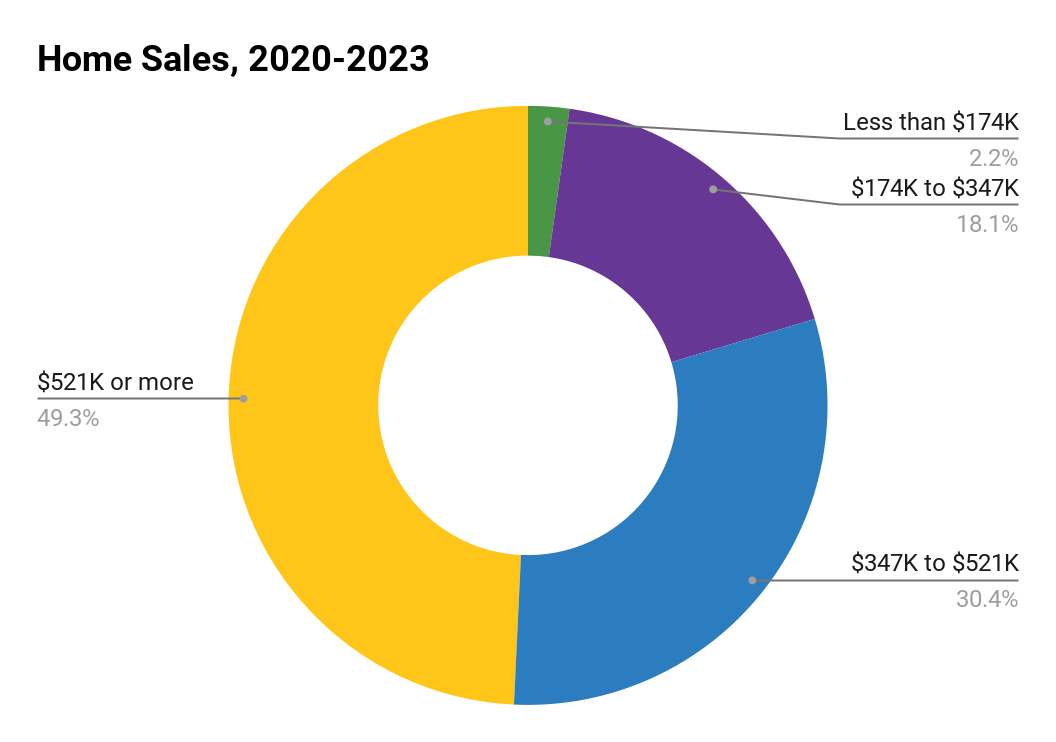 Home Sales, 2020-2023
Less than $174K
2.2%
$174K to $347K
18.1%
$521K or more
49.3%
$347K to $521K
30.4%